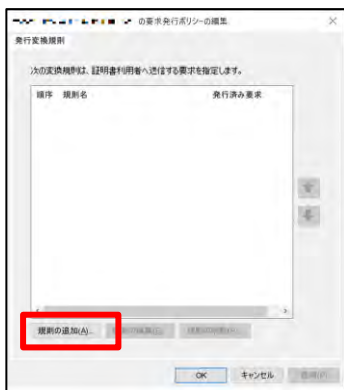 の要求発行ポリシーの編集
発行変換規則
次の変換規則は、証明書利用者へ送信する要求を指定します。
順序 規則名 発行済み要求
規則の追加(A)...
OK キャンセル